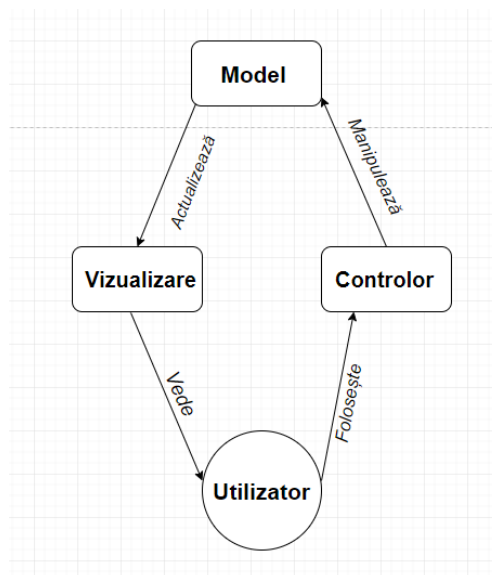 Model
Actualizează
Manipulează
Vizualizare
Controlor
Vede
Folosește
Utilizator